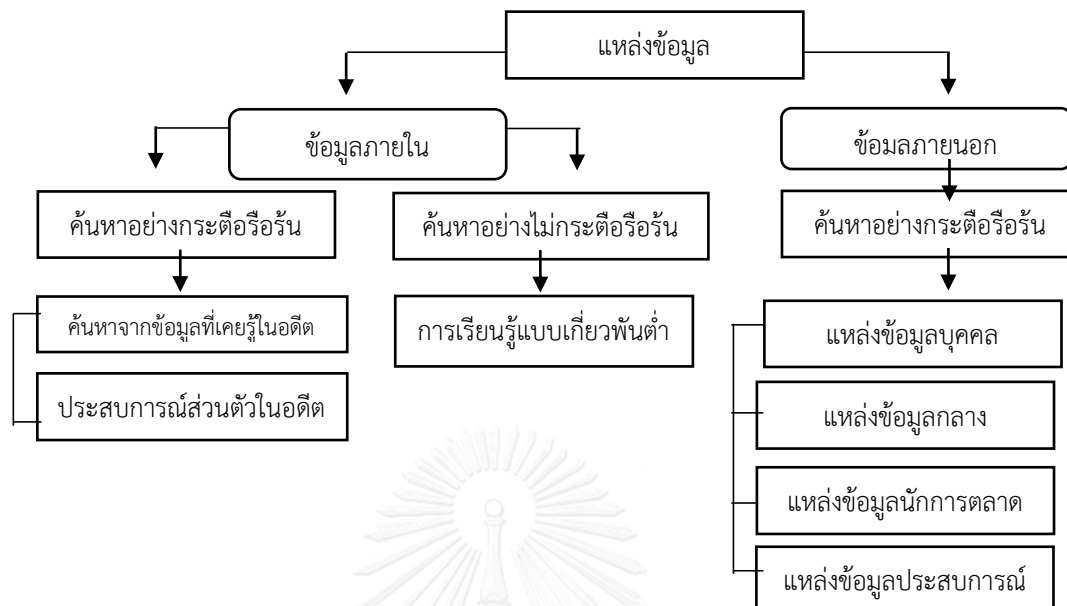 แหล่งข้อมูล
ข้อมูลภายใน
ข้อมลภายนอก
ค้นหาอย่างกระตือรือร้น
ค้นหาอย่างไม่กระตือรือร้น
ค้นหาอย่างกระตือรือร้น
ค้นหาจากข้อมูลที่เคยรู้ในอดีต
การเรียนรู้แบบเกี่ยวพันต่ำ
แหล่งข้อมูลบุคคล
ประสบการณ์ส่วนตัวในอดีต
แหล่งข้อมูลกลาง
แหล่งข้อมูลนักการตลาด
แหล่งข้อมูลประสบการณ์